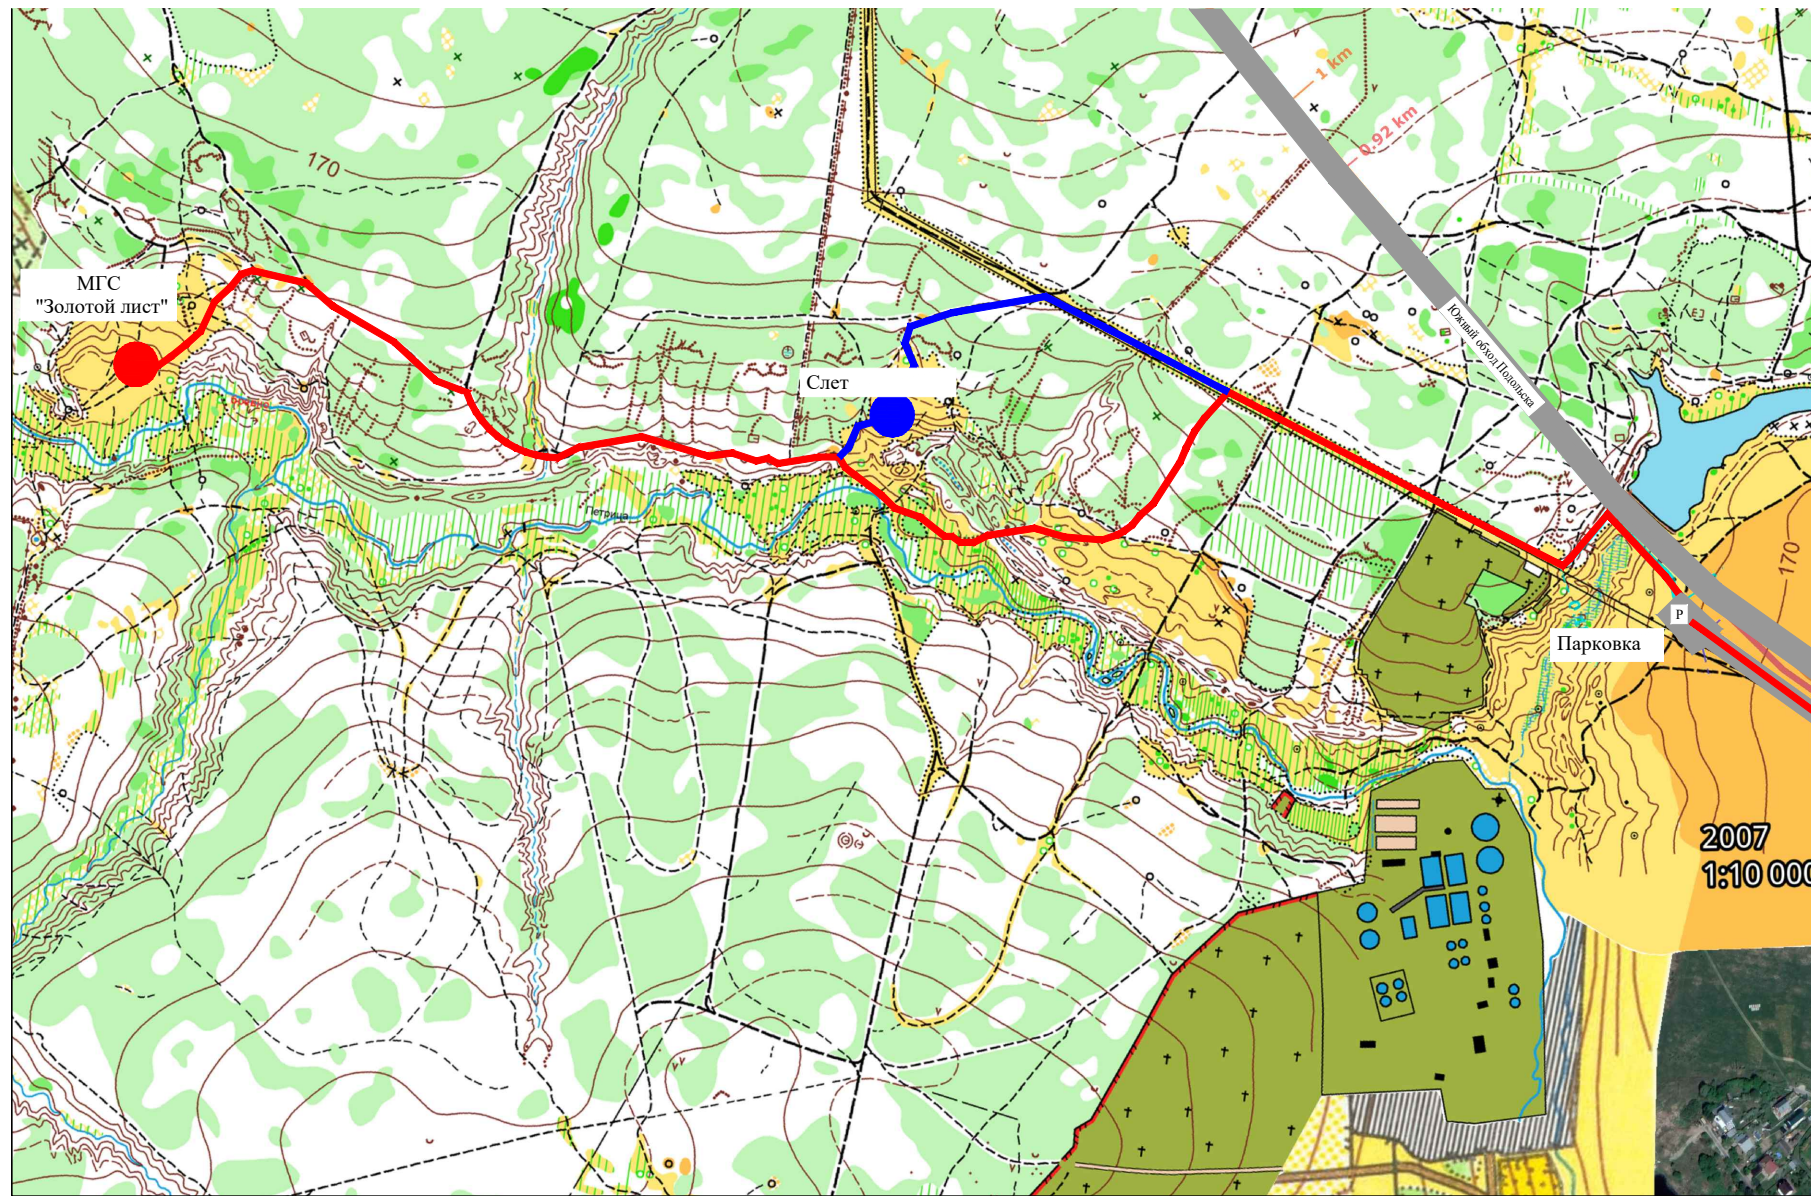 1 km
0.92 km
170
МГС
"Золотой лист"
Южный обход Подольска
Слет
Петрица
170
P
Парковка
2007
1:10 000